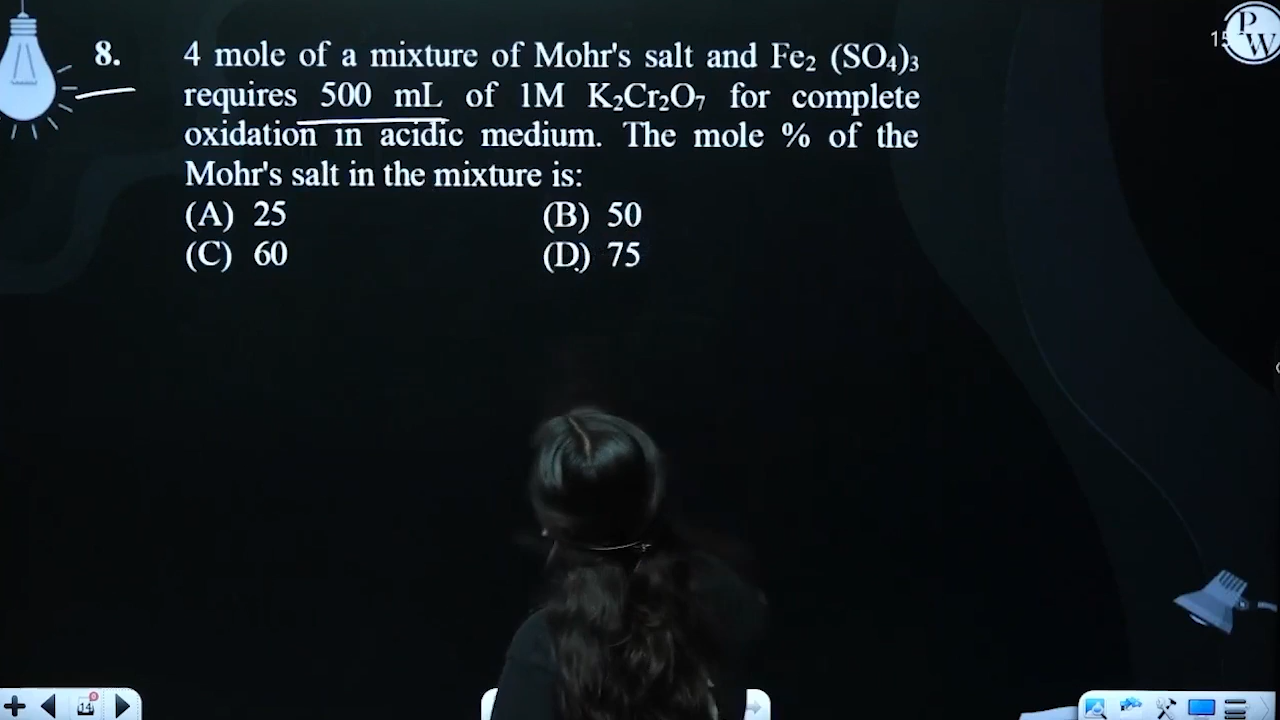 8. 4 mole of a mixture of Mohr's salt and Fe₂ (SO₄)₃
requires 500 mL of 1M K₂Cr₂O₇ for complete
oxidation in acidic medium. The mole % of the
Mohr's salt in the mixture is:
(A) 25 (B) 50
(C) 60 (D) 75
P
W
14